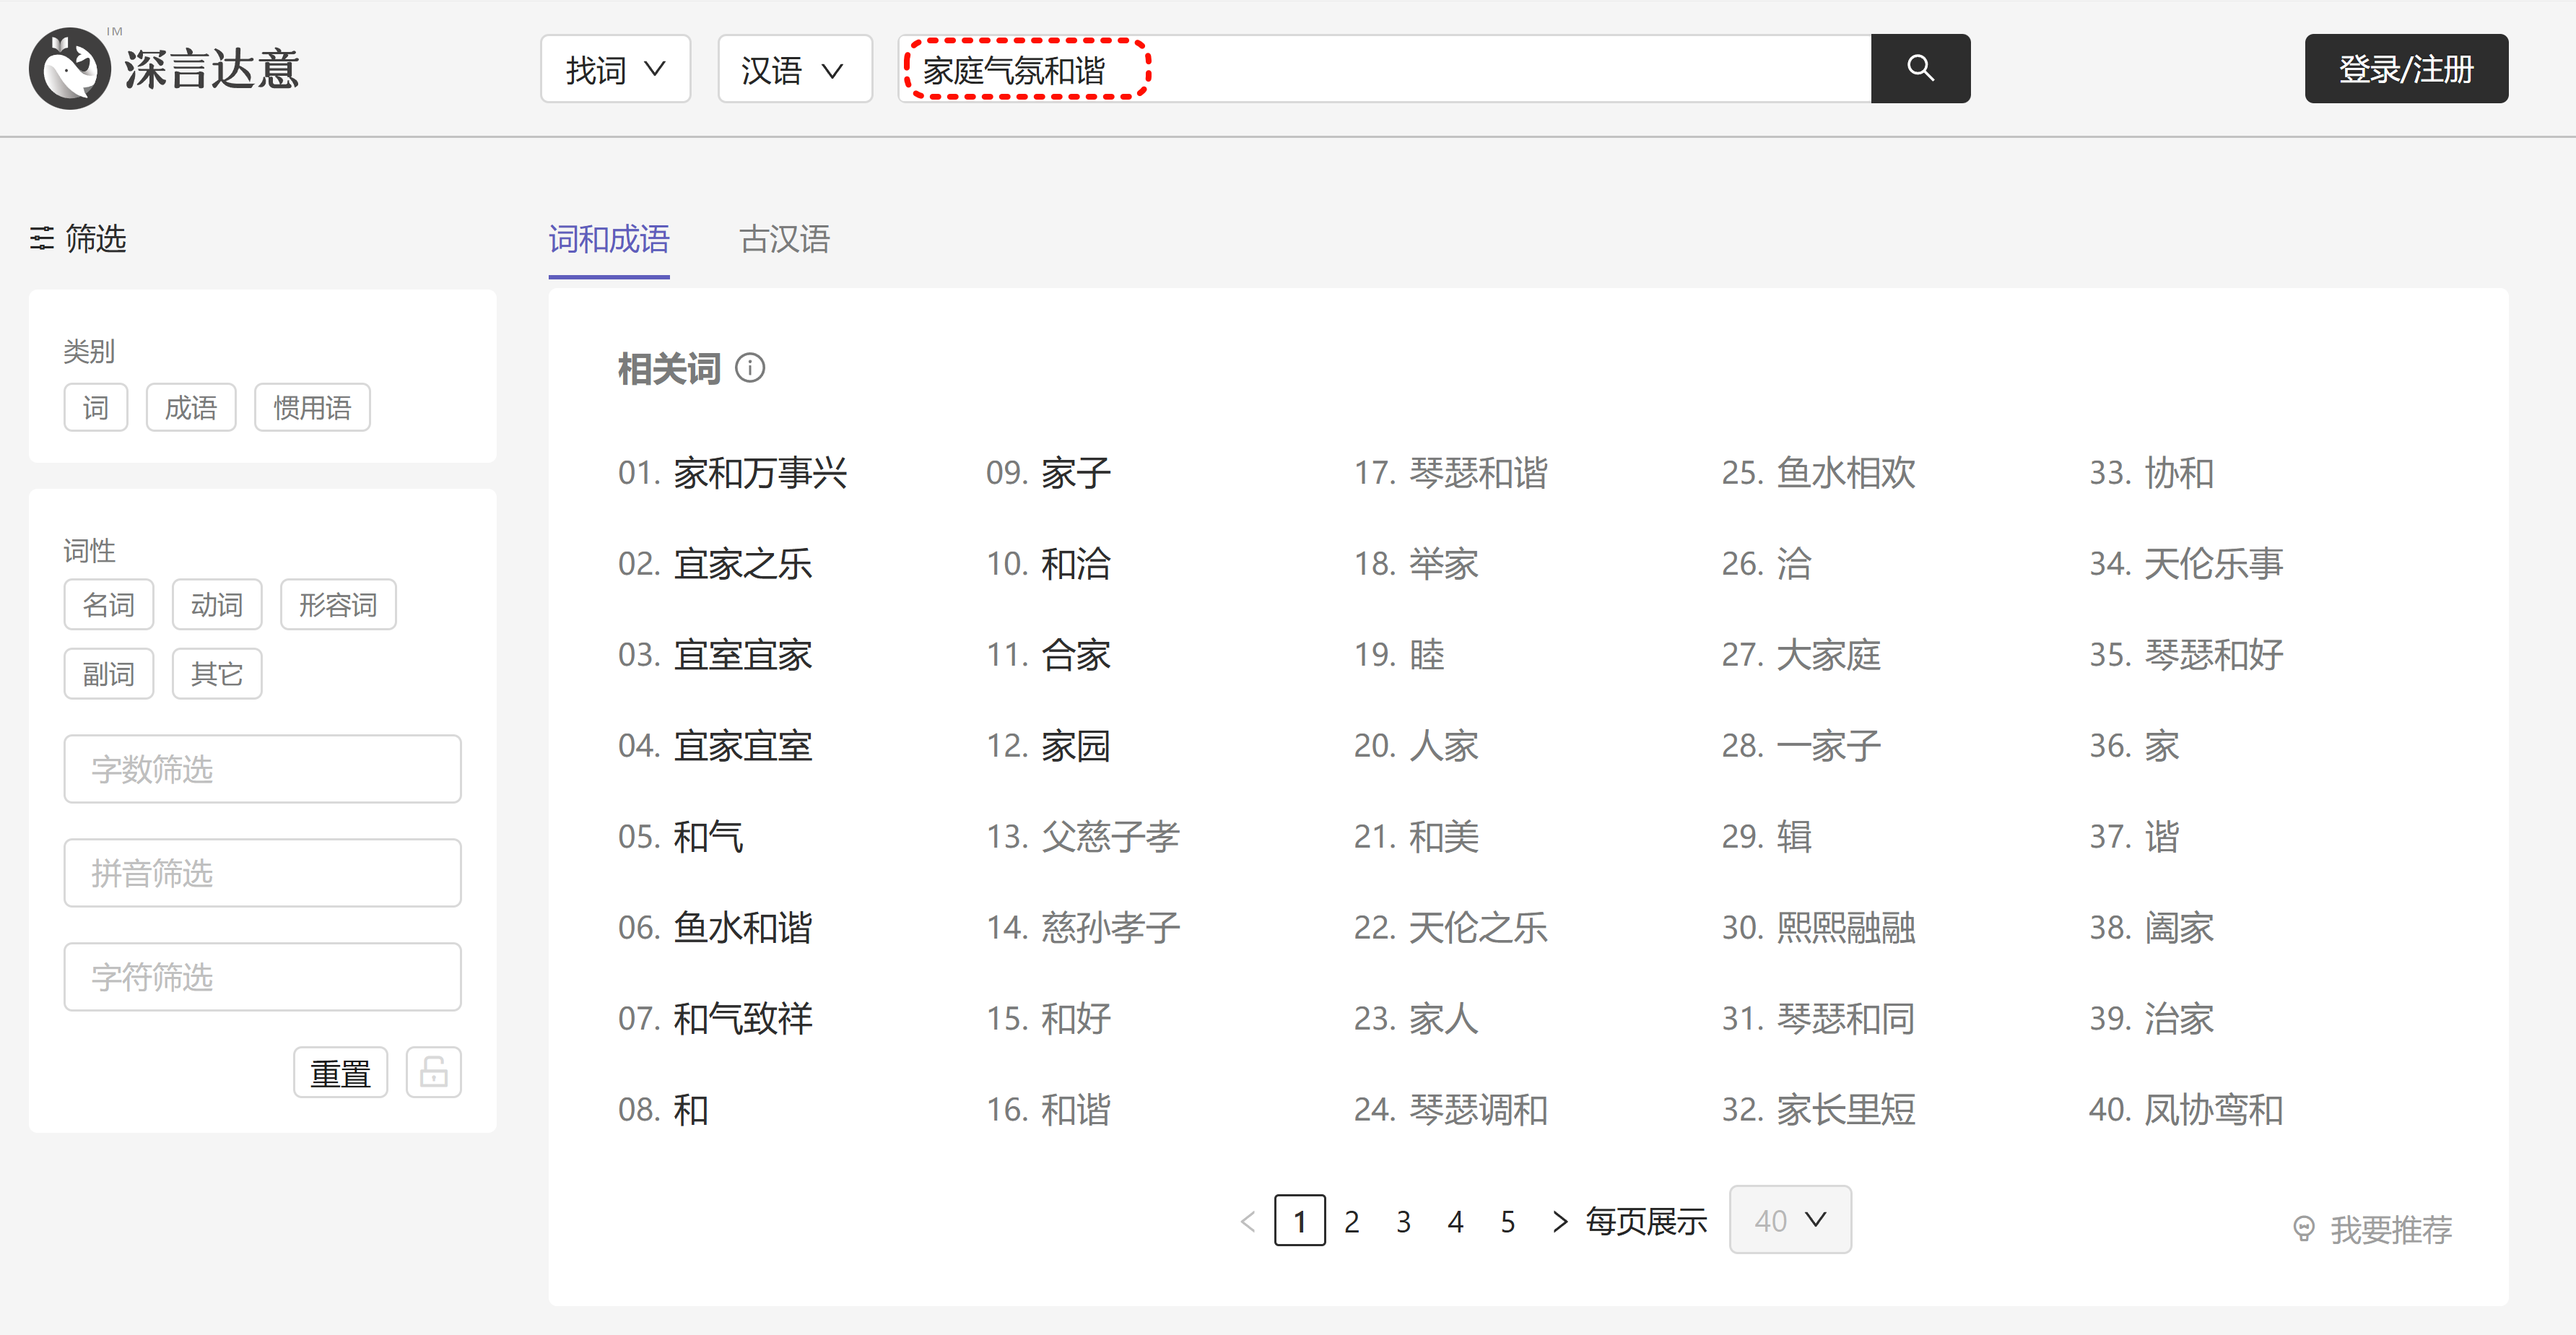 深言达意
TM
找词
汉语
家庭气氛和谐
登录/注册
筛选
类别
词
成语
惯用语
词性
名词
动词
形容词
副词
其它
字数筛选
拼音筛选
字符筛选
重置
词和成语
古汉语
相关词
01. 家和万事兴
02. 宜家之乐
03. 宜室宜家
04. 宜家宜室
05. 和气
06. 鱼水和谐
07. 和气致祥
08. 和
09. 家子
10. 和洽
11. 合家
12. 家园
13. 父慈子孝
14. 慈孙孝子
15. 和好
16. 和谐
17. 琴瑟和谐
18. 举家
19. 睦
20. 人家
21. 和美
22. 天伦之乐
23. 家人
24. 琴瑟调和
25. 鱼水相欢
26. 洽
27. 大家庭
28. 一家子
29. 辑
30. 熙熙融融
31. 琴瑟和同
32. 家长里短
33. 协和
34. 天伦乐事
35. 琴瑟和好
36. 家
37. 谐
38. 阖家
39. 治家
40. 凤协鸾和
1 2 3 4 5 每页展示 40
我要推荐